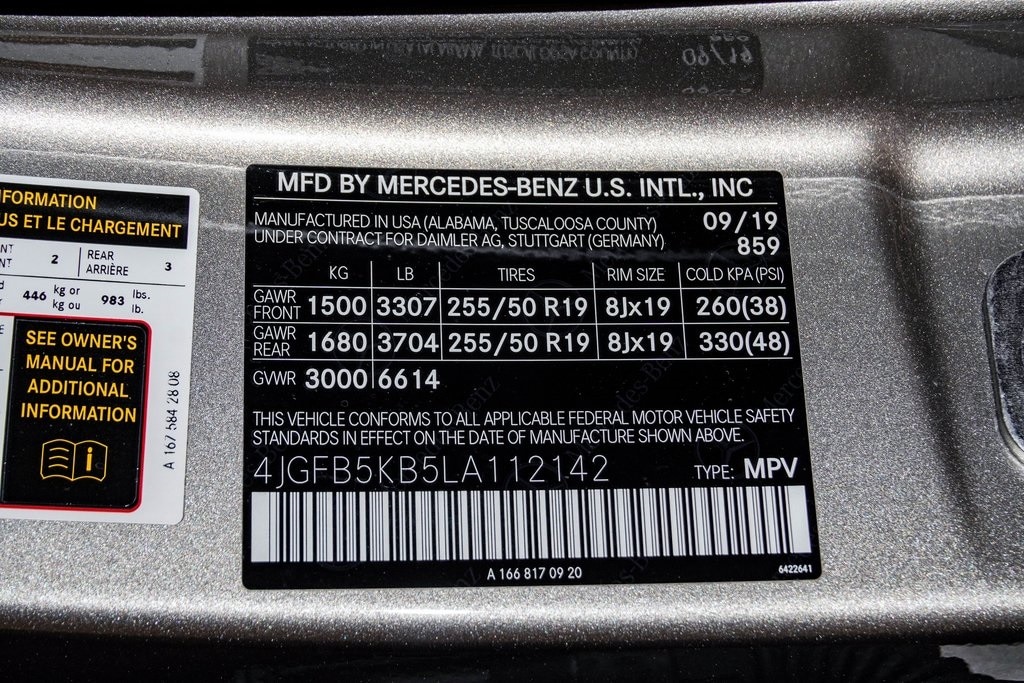 FORMATION
US ET LE CHARGEMENT
NT
NT
2
REAR
ARRIÈRE
3
446
kg or
kg ou
983
lbs.
lb.
SEE OWNER'S
MANUAL FOR
ADDITIONAL
INFORMATION
A 167 584 28 08
MFD BY MERCEDES-BENZ U.S. INTL., INC
MANUFACTURED IN USA (ALABAMA, TUSCALOOSA COUNTY) 09/19
UNDER CONTRACT FOR DAIMLER AG, STUTTGART (GERMANY) 859
KG LB TIRES RIM SIZE COLD KPA (PSI)
GAWR FRONT 1500 3307 255/50 R19 8Jx19 260(38)
GAWR REAR 1680 3704 255/50 R19 8Jx19 330(48)
GVWR 3000 6614
THIS VEHICLE CONFORMS TO ALL APPLICABLE FEDERAL MOTOR VEHICLE SAFETY
STANDARDS IN EFFECT ON THE DATE OF MANUFACTURE SHOWN ABOVE.
4JGFB5KB5LA112142 TYPE: MPV
A 166 817 09 20 6422641